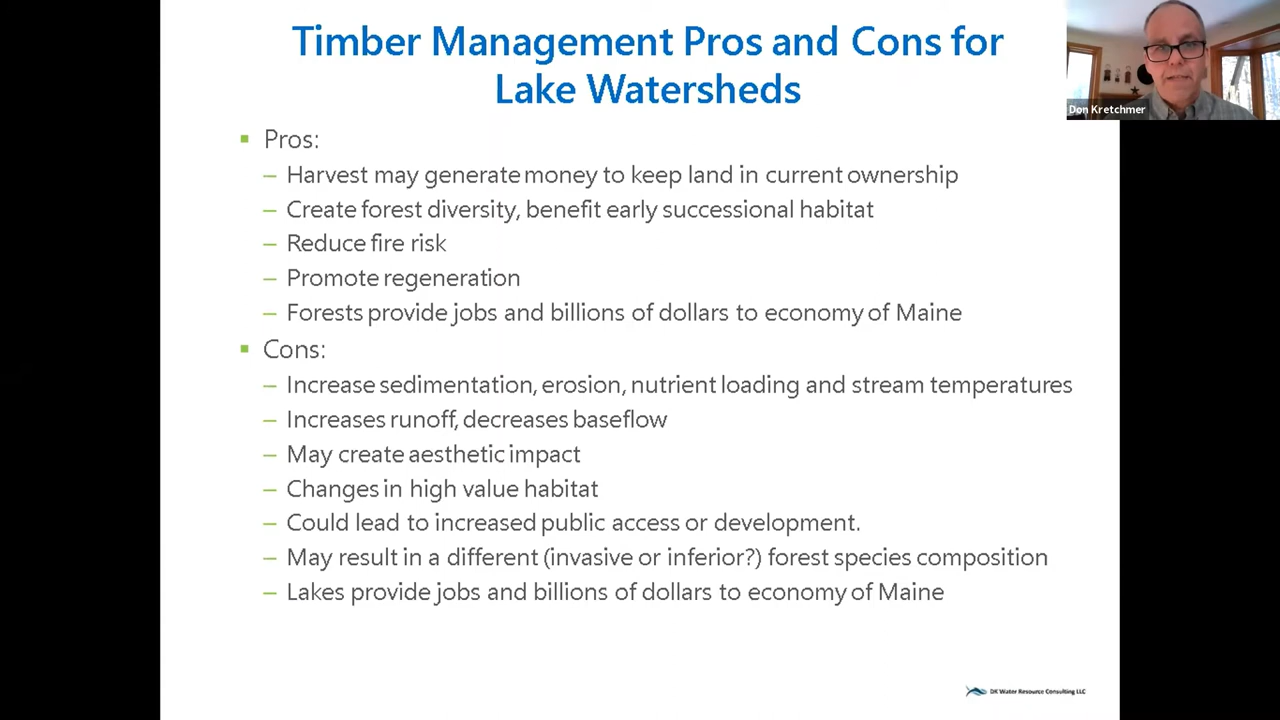 Timber Management Pros and Cons for
Lake Watersheds
Don Kretchmer
Pros:
– Harvest may generate money to keep land in current ownership
– Create forest diversity, benefit early successional habitat
– Reduce fire risk
– Promote regeneration
– Forests provide jobs and billions of dollars to economy of Maine
Cons:
– Increase sedimentation, erosion, nutrient loading and stream temperatures
– Increases runoff, decreases baseflow
– May create aesthetic impact
– Changes in high value habitat
– Could lead to increased public access or development.
– May result in a different (invasive or inferior?) forest species composition
– Lakes provide jobs and billions of dollars to economy of Maine
DK Water Resource Consulting LLC